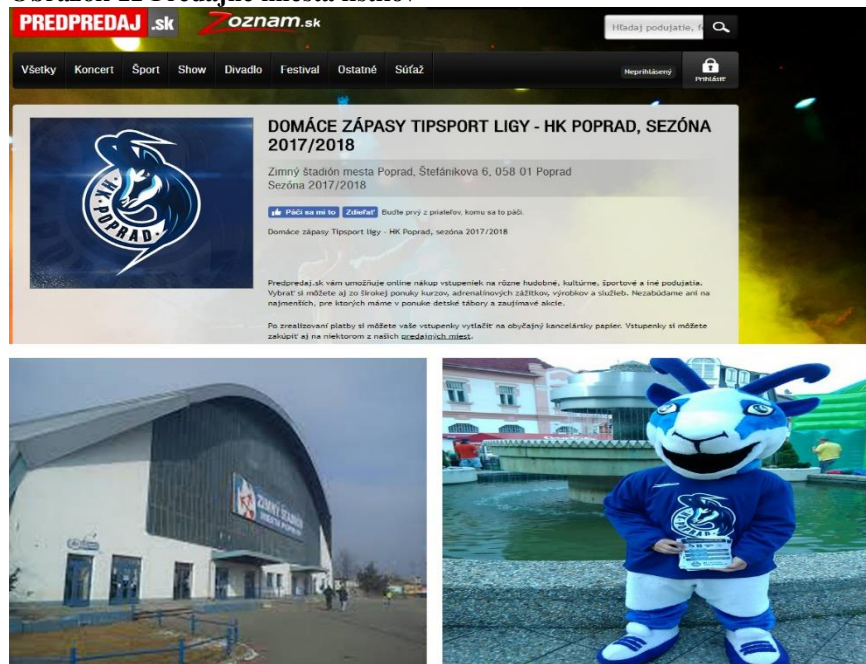 Obrázok 12 Predajné miesta lístkov
PREDPREDAJ .sk Zoznam.sk
Hľadaj podujatie,
Všetky Koncert Šport Show Divadlo Festival Ostatné Súťaž
Neprihlásený
Prihlásiť
DOMÁCE ZÁPASY TIPSPORT LIGY - HK POPRAD, SEZÓNA
2017/2018
Zimný štadión mesta Poprad, Štefánikova 6, 058 01 Poprad
Sezóna 2017/2018
Páči sa mi to Zdieľať Buďte prvý z priateľov, komu sa to páči.
Domáce zápasy Tipsport ligy - HK Poprad, sezóna 2017/2018
HK POPRAD
Predpredaj.sk vám umožňuje online nákup vstupeniek na rôzne hudobné, kultúrne, športové a iné podujatia.
Vybrať si môžete aj zo širokej ponuky kurzov, adrenalínových zážitkov, výrobkov a služieb. Nezabúdame ani na
najmenších, pre ktorých máme v ponuke detské tábory a zaujímavé akcie.
Po zrealizovaní platby si môžete vaše vstupenky vytlačiť na obyčajný kancelársky papier. Vstupenky si môžete
zakúpiť aj na niektorom z našich predajných miest.
ZIMNÝ ŠTADIÓN
MESTA POPRAD
HK POPRAD